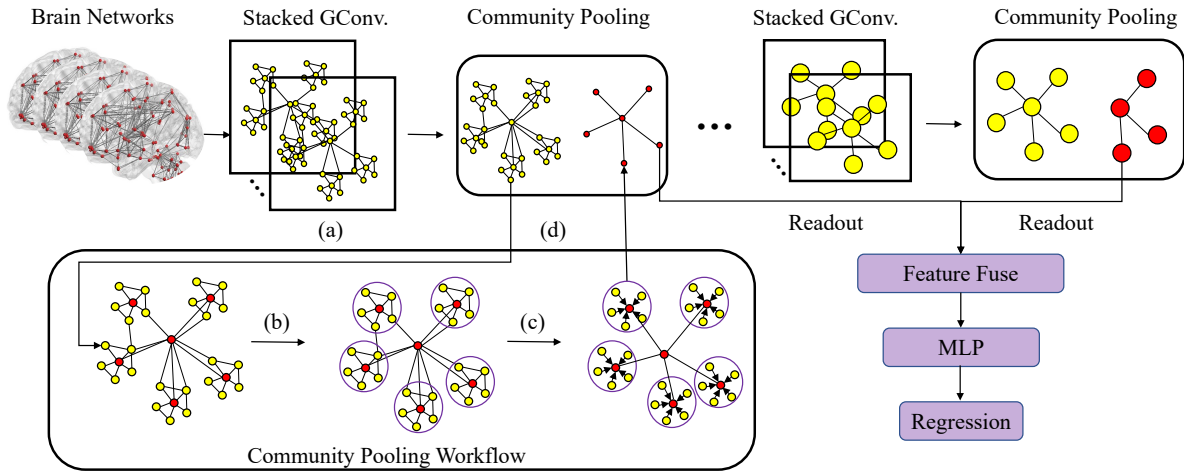 Brain Networks
Stacked GConv.
Community Pooling
Stacked GConv.
Community Pooling
(a)
(d)
Readout
Readout
(b)
(c)
Feature Fuse
MLP
Regression
Community Pooling Workflow